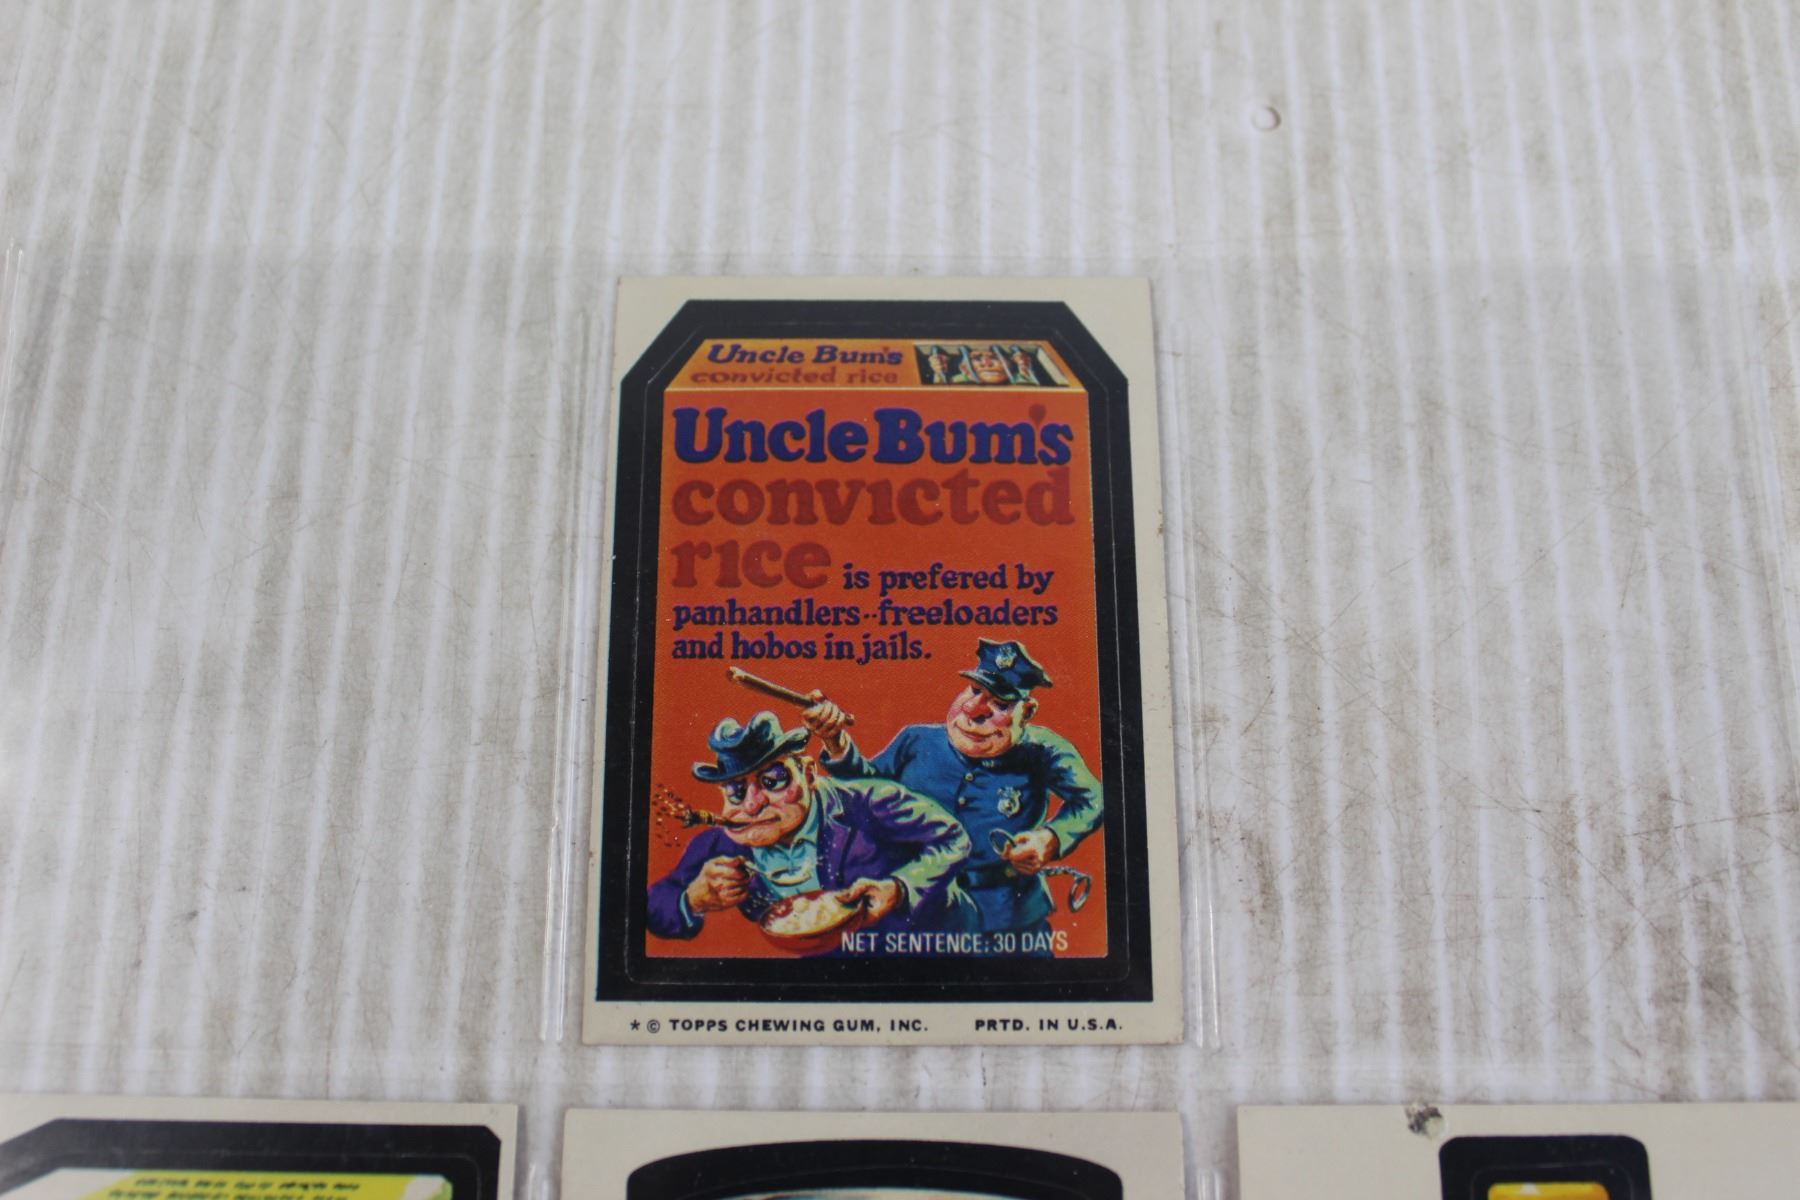 Uncle Bum's
convicted rice
Uncle Bum's
convicted
rice is prefered by
panhandlers--freeloaders
and hobos in jails.
NET SENTENCE: 30 DAYS
* © TOPPS CHEWING GUM, INC. PRTD. IN U.S.A.